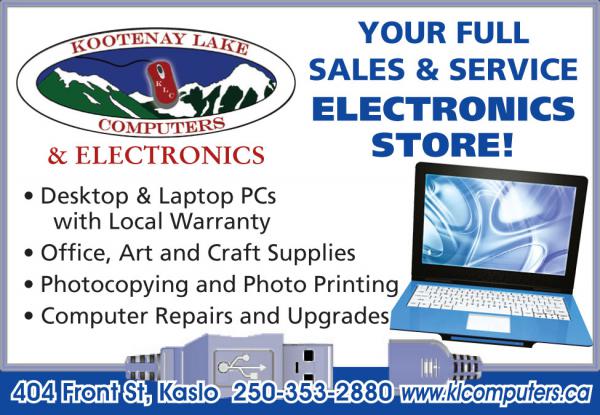 KOOTENAY LAKE
KLC
COMPUTERS
& ELECTRONICS
YOUR FULL
SALES & SERVICE
ELECTRONICS
STORE!
• Desktop & Laptop PCs
with Local Warranty
• Office, Art and Craft Supplies
• Photocopying and Photo Printing
• Computer Repairs and Upgrades
404 Front St, Kaslo 250-353-2880 www.klcomputers.ca